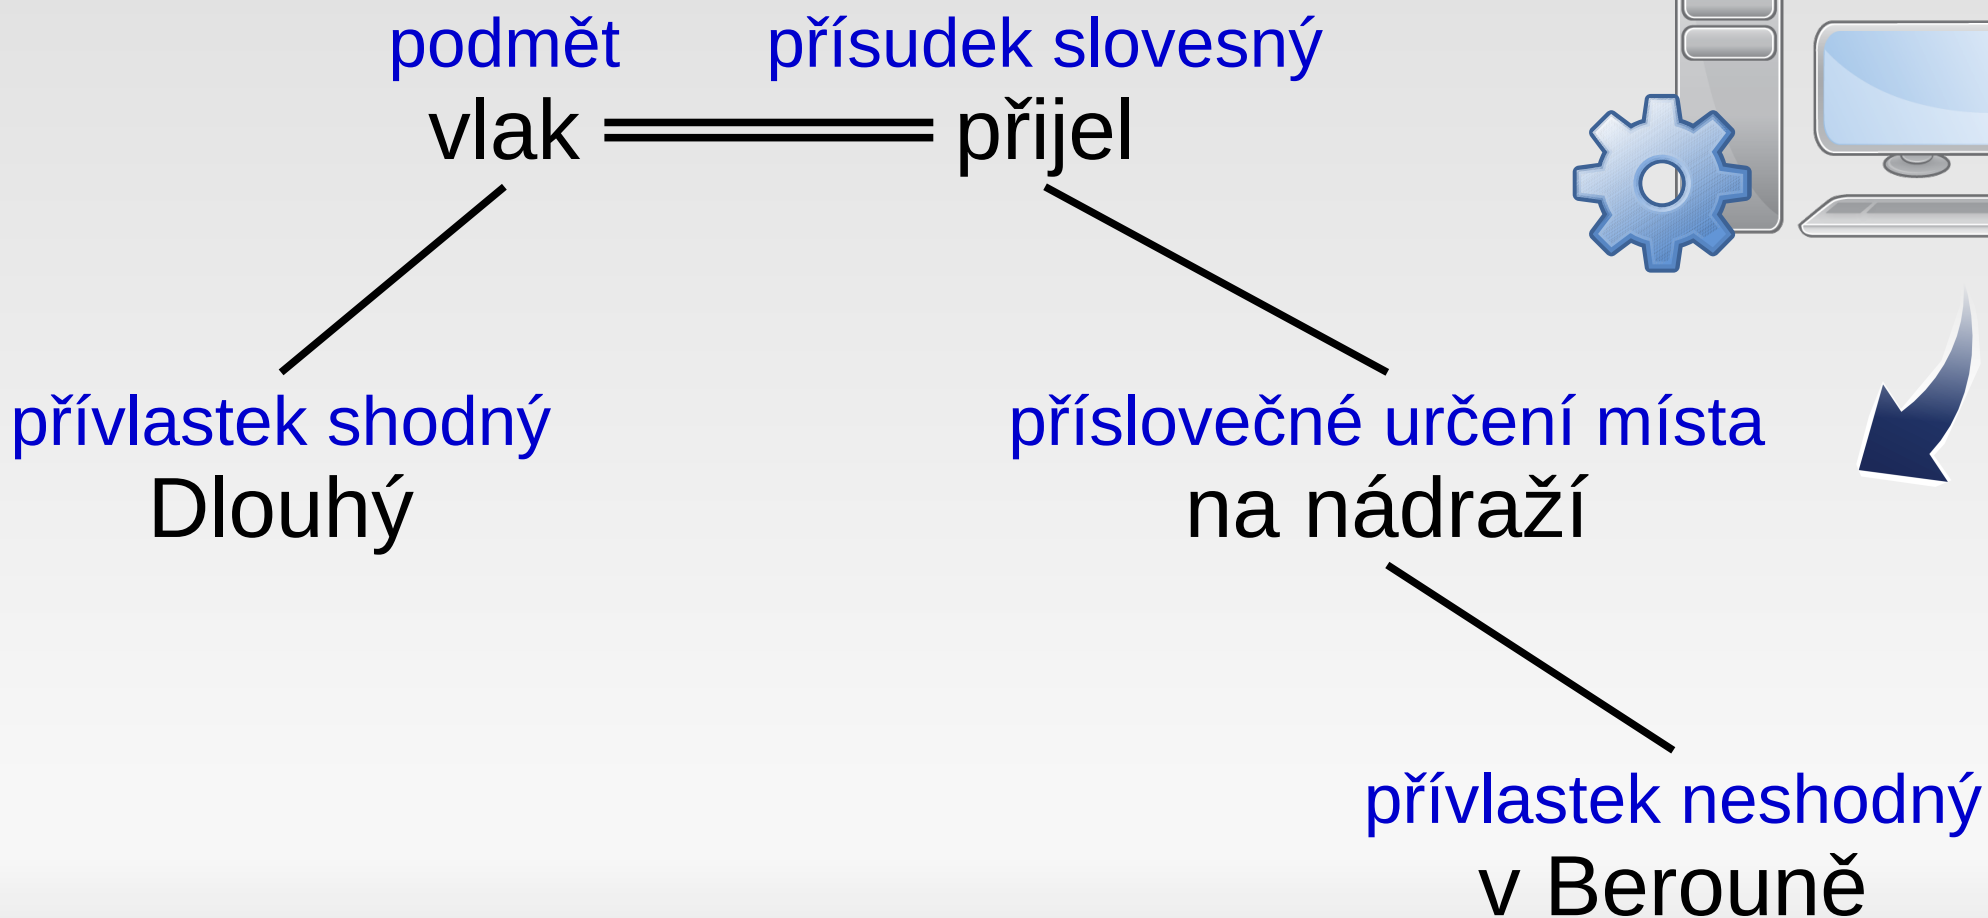 podmět přísudek slovesný
vlak přijel
přívlastek shodný příslovečné určení místa
Dlouhý na nádraží
přívlastek neshodný
v Berouně